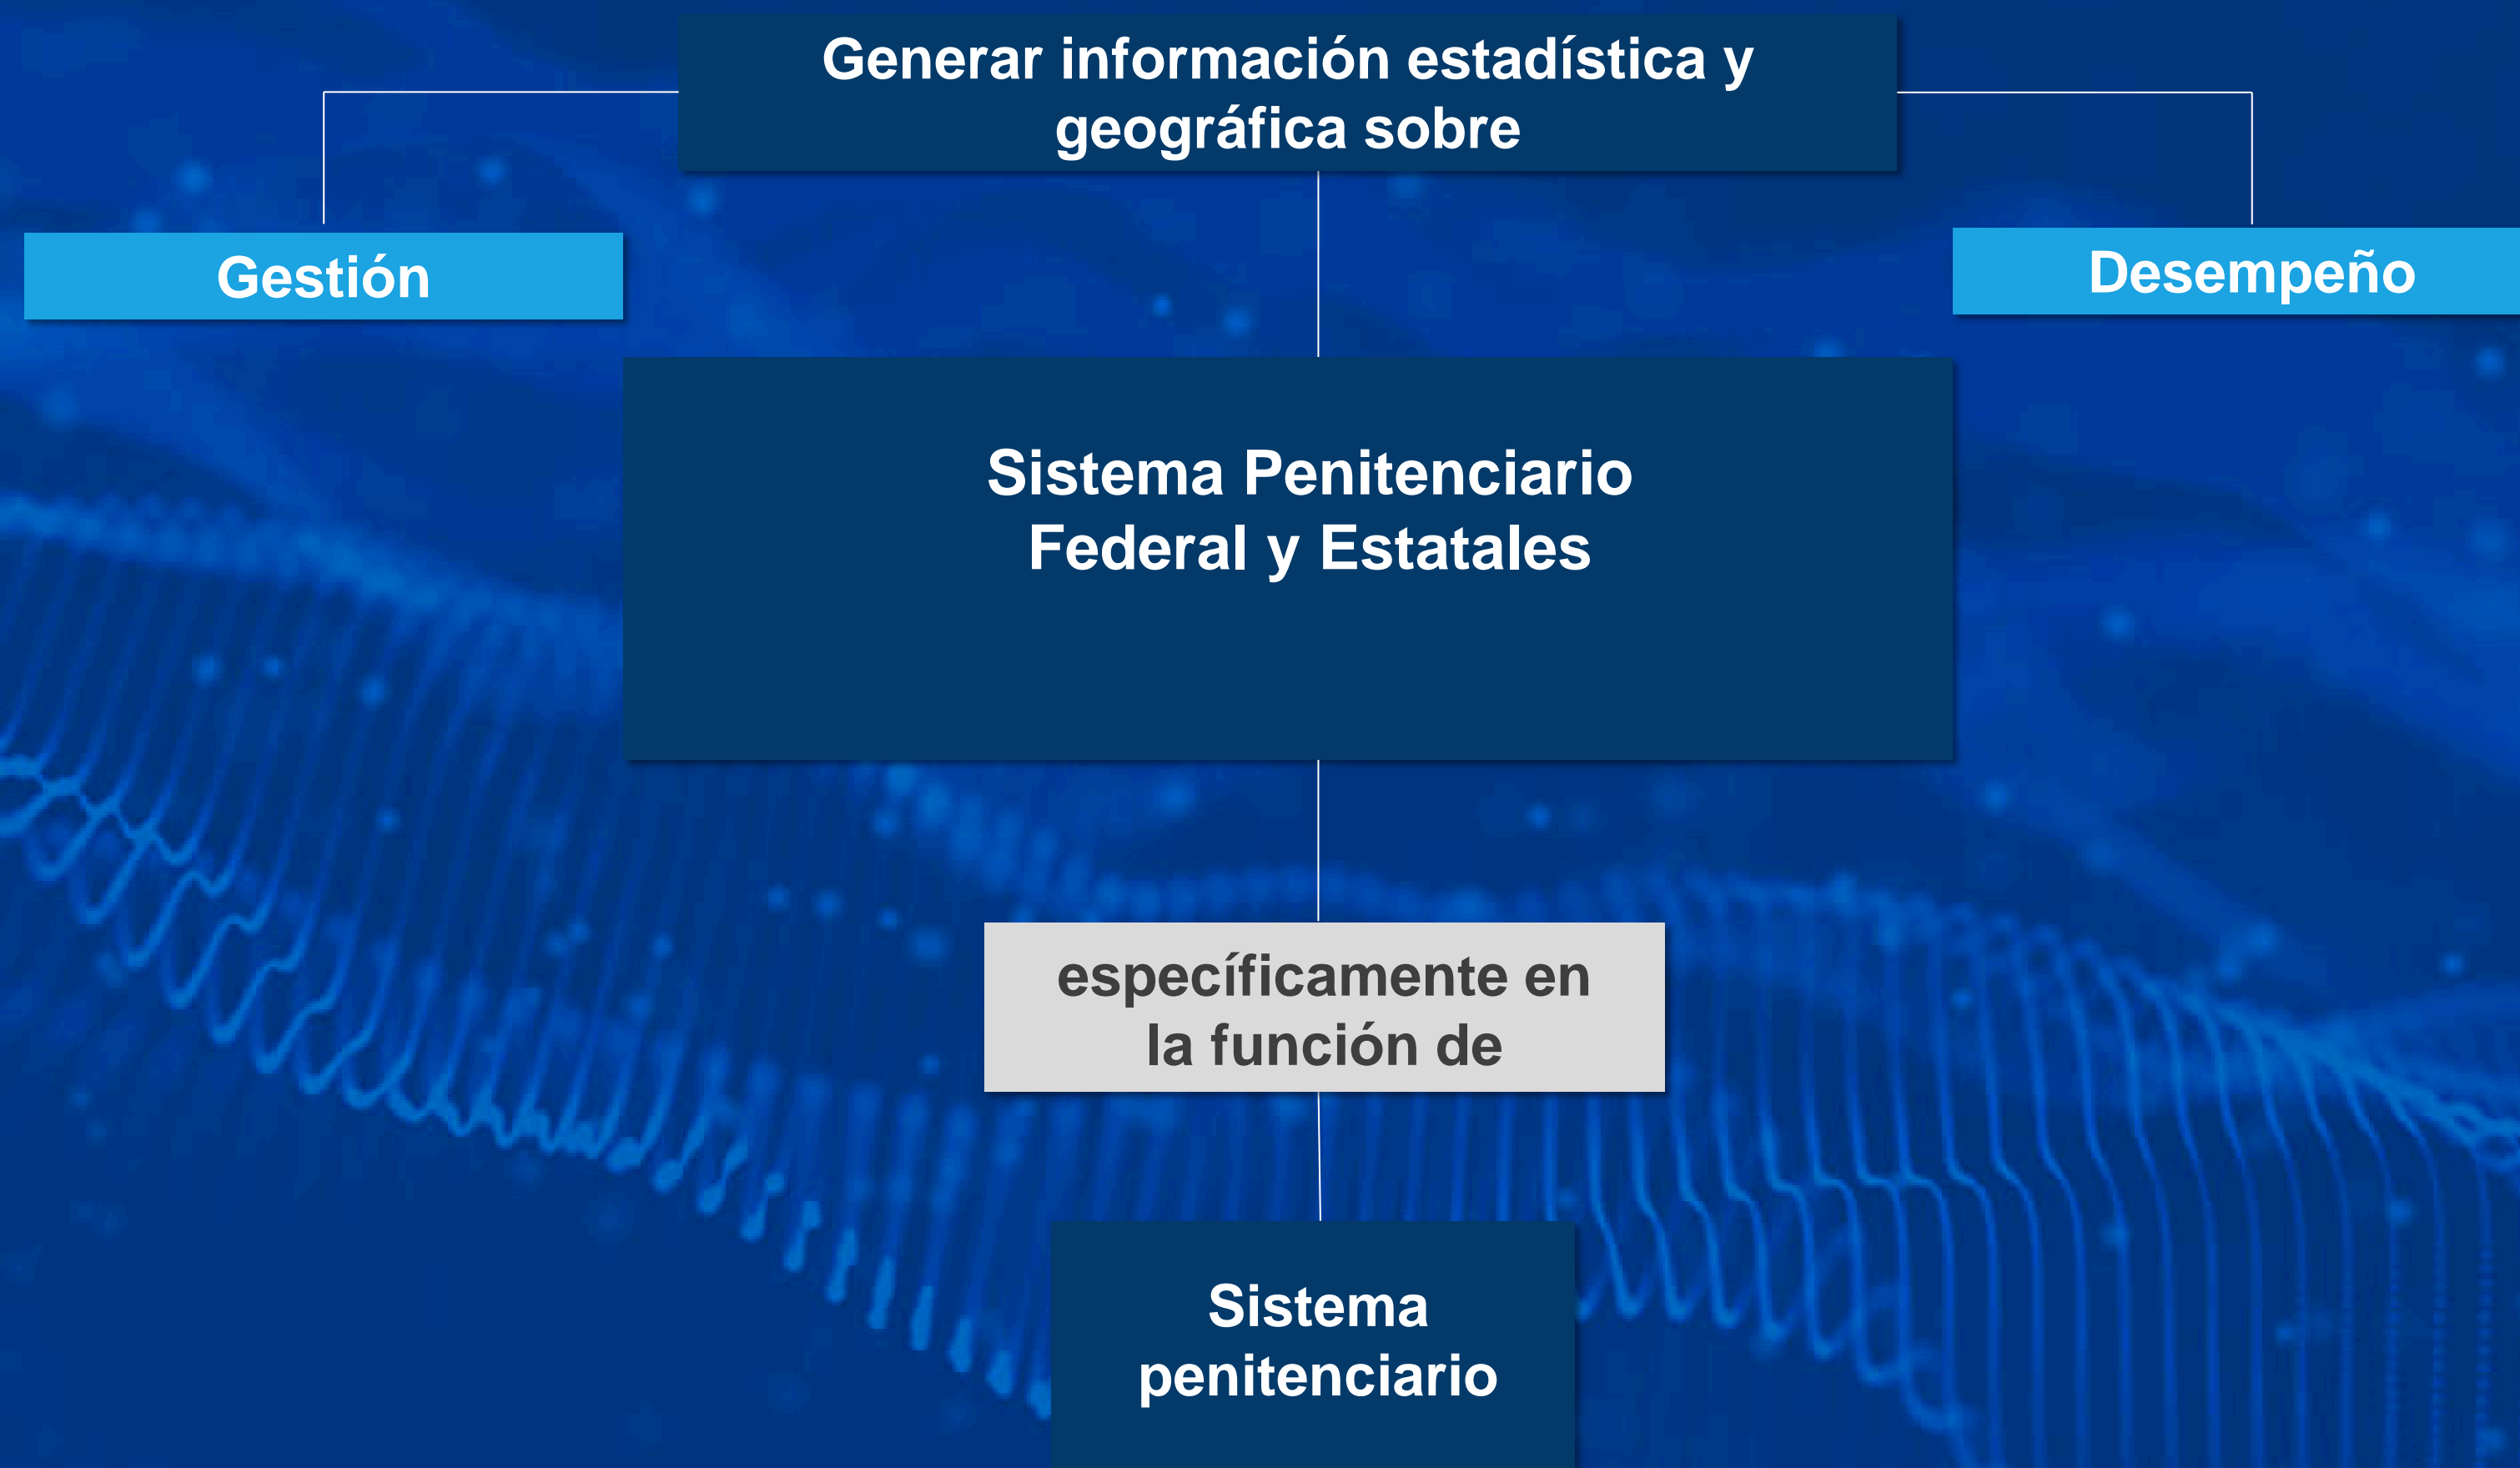 Generar información estadística y
geográfica sobre
Gestión
Desempeño
Sistema Penitenciario
Federal y Estatales
específicamente en
la función de
Sistema
penitenciario